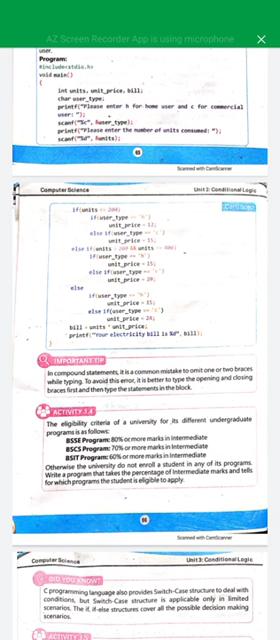 AZ Screen Recorder App is using microphone
user.
Program:
#include<stdio.h>
void main()
{
int units, unit_price, bill;
char user_type;
printf("Please enter h for home user and c for commercial
user: ");
scanf("%c", &user_type);
printf("Please enter the number of units consumed: ");
scanf("%d", &units);
65
Scanned with CamScanner
Computer Science
Unit 3: Conditional Logic
CamScanner
if(units <= 200)
if(user_type == 'h')
unit_price = 12;
else if(user_type == 'c')
unit_price = 15;
else if(units > 200 && units <= 400)
if(user_type == 'h')
unit_price = 15;
else if(user_type == 'c')
unit_price = 20;
else
if(user_type == 'h')
unit_price = 15;
else if(user_type == 'c')
unit_price = 24;
bill = units * unit_price;
printf("Your electricity bill is %d", bill);
}
IMPORTANT TIP
In compound statements, it is a common mistake to omit one or two braces
while typing. To avoid this error, it is better to type the opening and closing
braces first and then type the statements in the block.
ACTIVITY 3.4
The eligibility criteria of a university for its different undergraduate
programs is as follows:
BSSE Program: 80% or more marks in Intermediate
BSCS Program: 70% or more marks in Intermediate
BSIT Program: 60% or more marks in Intermediate
Otherwise the university do not enroll a student in any of its programs.
Write a program that takes the percentage of Intermediate marks and tells
for which programs the student is eligible to apply.
66
Scanned with CamScanner
Computer Science
Unit 3: Conditional Logic
DID YOU KNOW?
C programming language also provides Switch-Case structure to deal with
conditions, but Switch-Case structure is applicable only in limited
scenarios. The if, if-else structures cover all the possible decision making
scenarios.
ACTIVITY 3.5